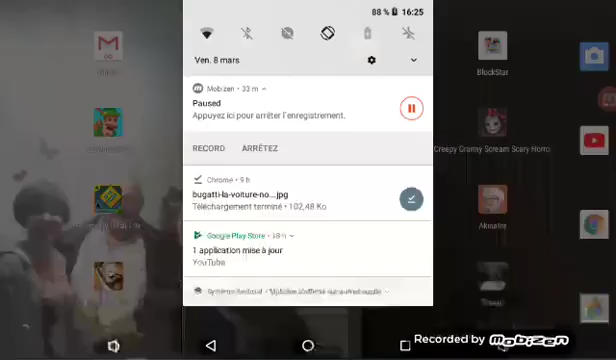 88 % 16:25
Ven. 8 mars
Mobizen • 33 m
Paused
Appuyez ici pour arrêter l'enregistrement.
RECORD ARRÊTEZ
Chrome • 9 h
bugatti-la-voiture-no...jpg
Téléchargement terminé • 102,48 Ko
Google Play Store
1 application mise à jour
YouTube
BlockStar
Creepy Granny Scream Scary Horro
Akinator
Recorded by mobizen